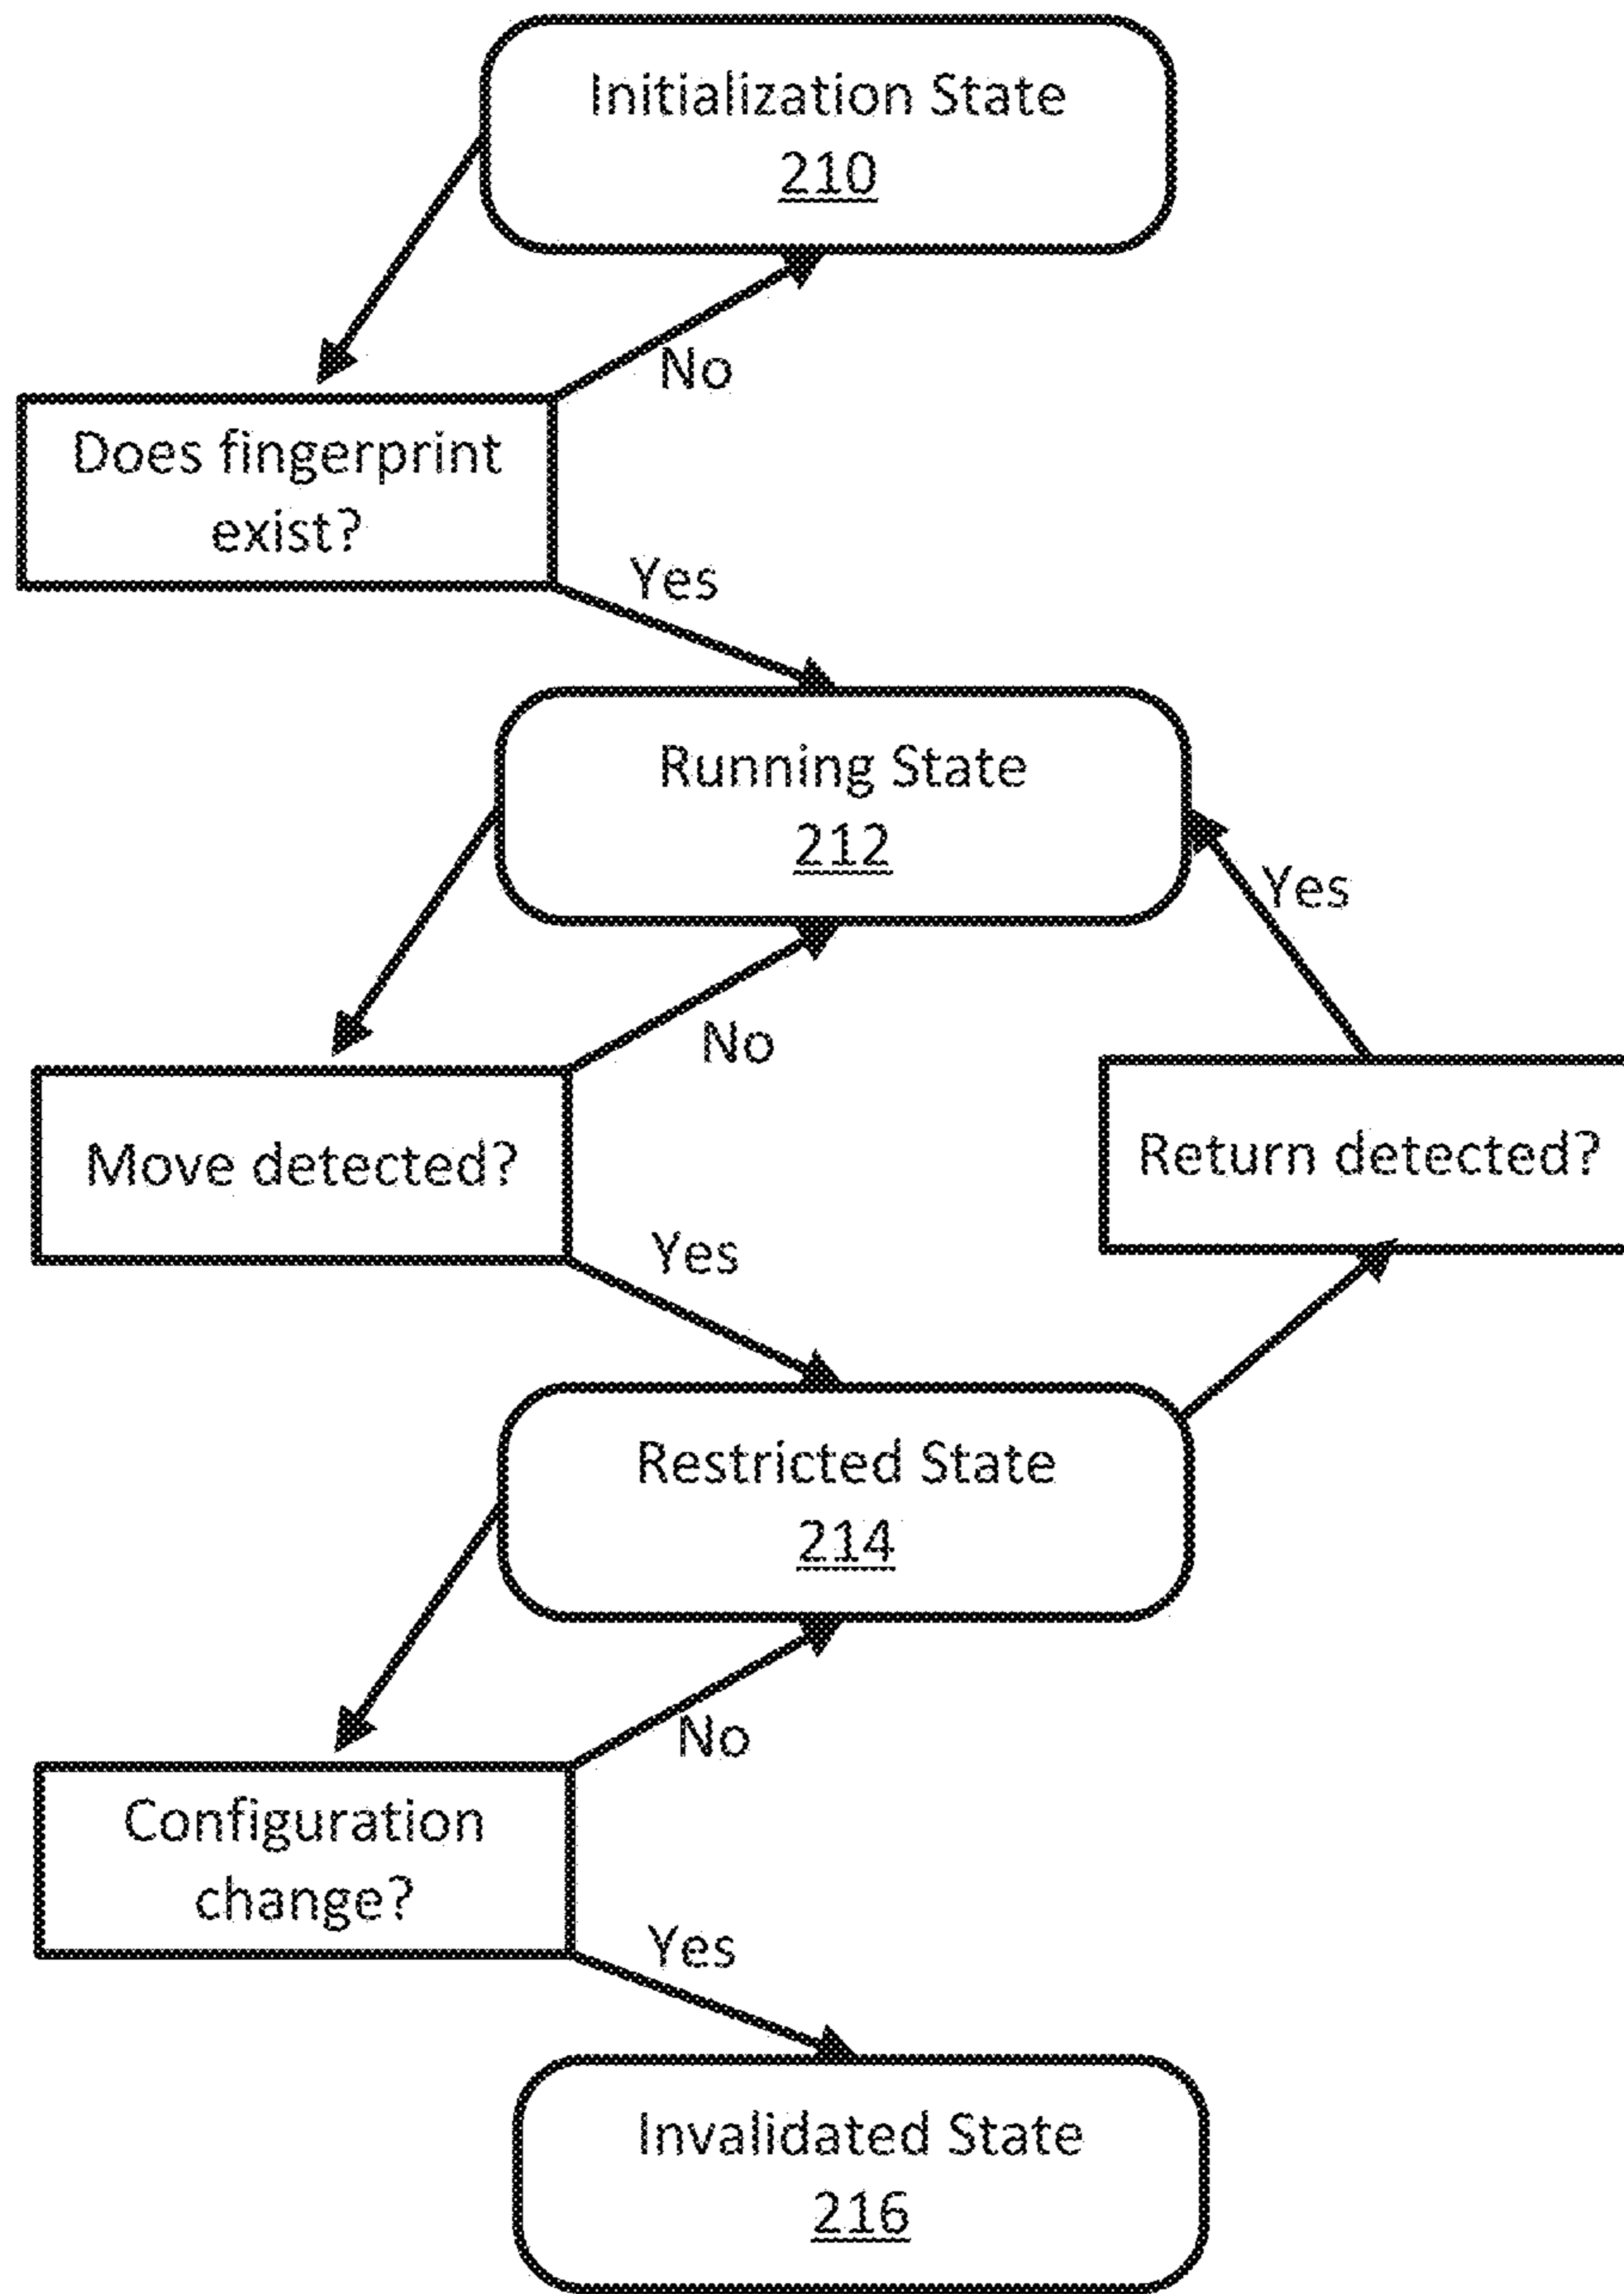 Initialization State
210
No
Does fingerprint
exist?
Yes
Running State
212
Yes
No
Move detected?
Return detected?
Yes
Restricted State
214
No
Configuration
change?
Yes
Invalidated State
216